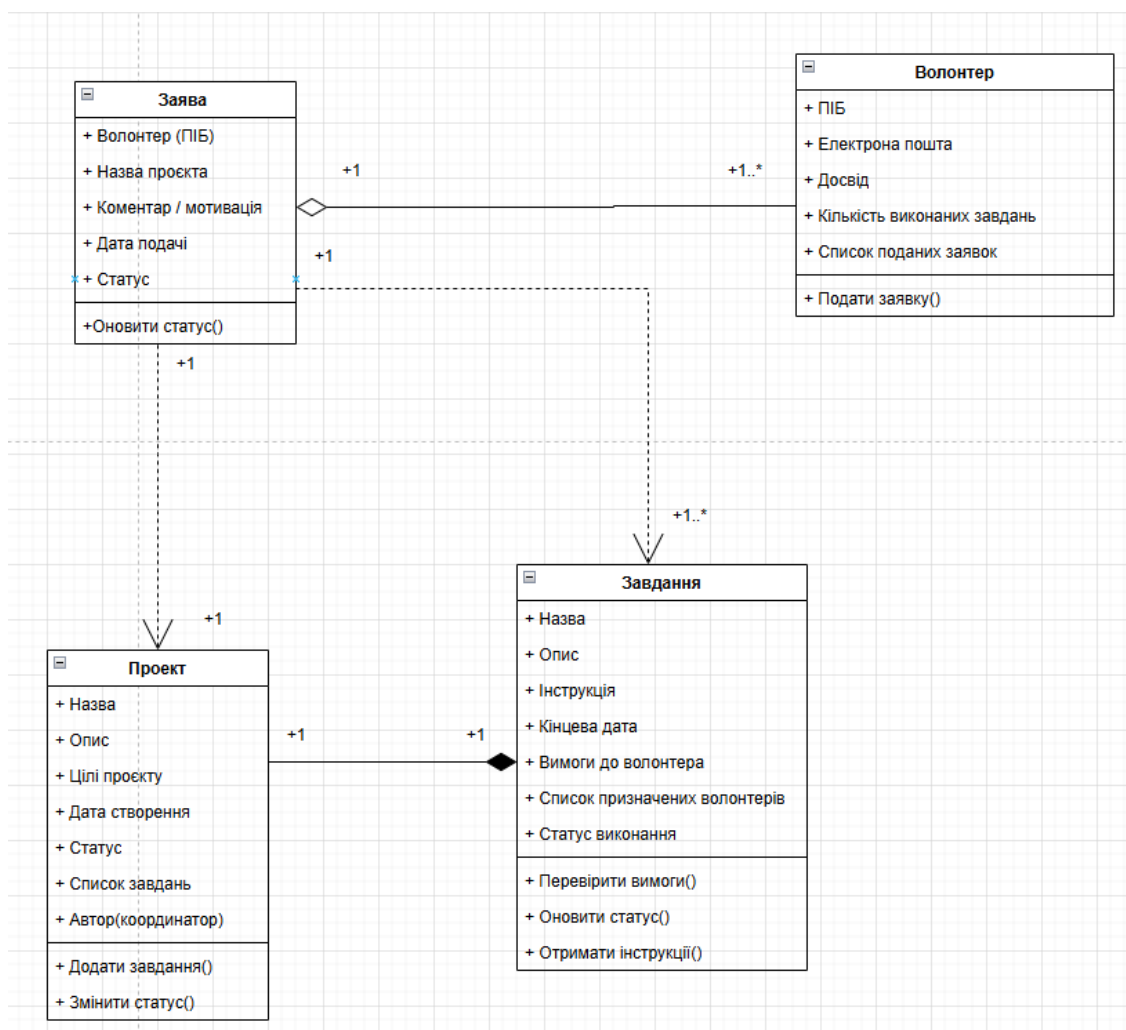 Заява
+ Волонтер (ПІБ)
+ Назва проєкта
+ Коментар / мотивація
+ Дата подачі
+ Статус
+Оновити статус()
+1
+1..*
+1
+1
Волонтер
+ ПІБ
+ Електрона пошта
+ Досвід
+ Кількість виконаних завдань
+ Список поданих заявок
+ Подати заявку()
+1..*
+1
Проект
+ Назва
+ Опис
+ Цілі проєкту
+ Дата створення
+ Статус
+ Список завдань
+ Автор(координатор)
+ Додати завдання()
+ Змінити статус()
+1
+1
Завдання
+ Назва
+ Опис
+ Інструкція
+ Кінцева дата
+ Вимоги до волонтера
+ Список призначених волонтерів
+ Статус виконання
+ Перевірити вимоги()
+ Оновити статус()
+ Отримати інструкції()